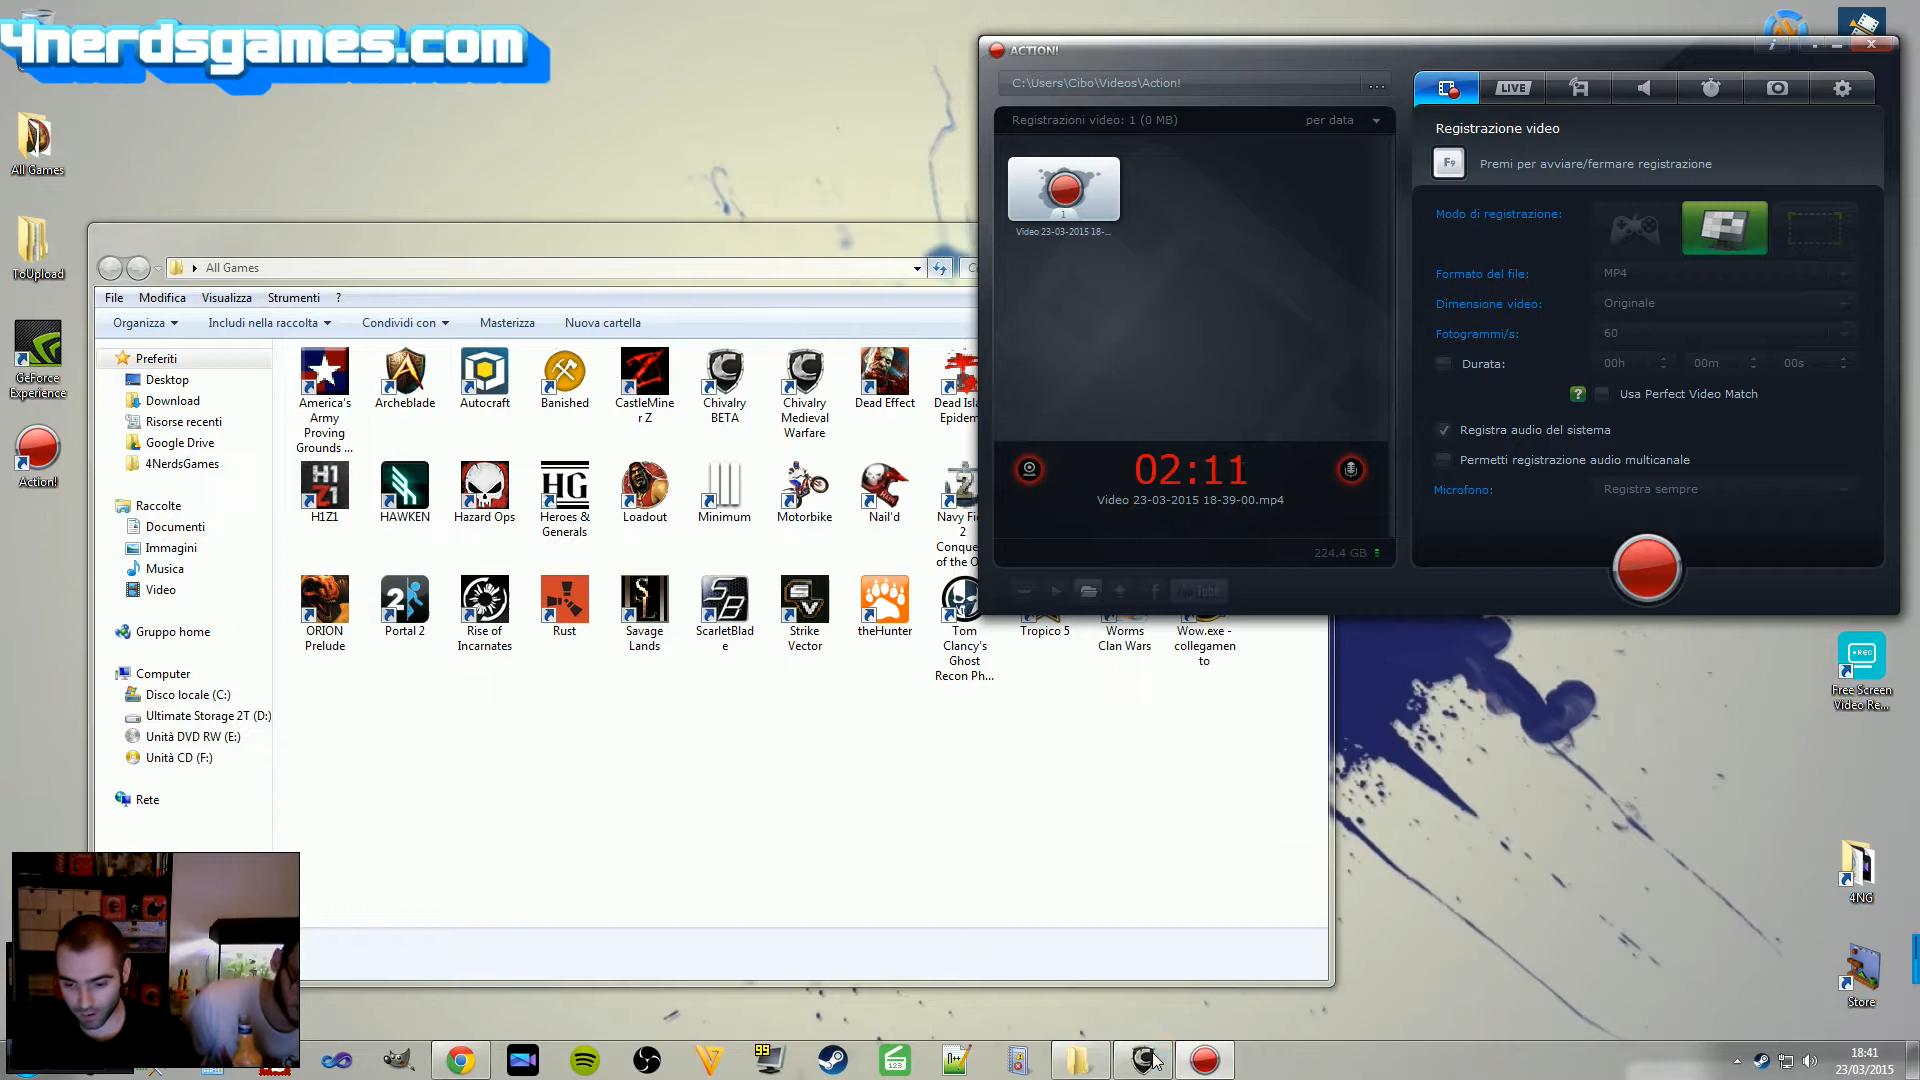 4nerdsgames.com
ACTION!
C:\Users\Cibo\Videos\Action!
...
LIVE
Registrazioni video: 1 (0 MB)
per data
Registrazione video
F9
Premi per avviare/fermare registrazione
1
Video 23-03-2015 18-...
Modo di registrazione:
Formato del file:
MP4
Dimensione video:
Originale
Fotogrammi/s:
60
Durata:
00h
00m
00s
?
Usa Perfect Video Match
Registra audio del sistema
Permetti registrazione audio multicanale
Microfono:
Registra sempre
02:11
Video 23-03-2015 18-39-00.mp4
224.4 GB
YouTube
All Games
ToUpload
GeForce
Experience
Action!
All Games
File
Modifica
Visualizza
Strumenti
?
Organizza
Includi nella raccolta
Condividi con
Masterizza
Nuova cartella
Preferiti
Desktop
Download
Risorse recenti
Google Drive
4NerdsGames
Raccolte
Documenti
Immagini
Musica
Video
Gruppo home
Computer
Disco locale (C:)
Ultimate Storage 2T (D:)
Unità DVD RW (E:)
Unità CD (F:)
Rete
America's
Army
Proving
Grounds ...
Archeblade
Autocraft
Banished
CastleMine
r Z
Chivalry
BETA
Chivalry
Medieval
Warfare
Dead Effect
Dead Isl
Epidem
H1Z1
HAWKEN
Hazard Ops
HG
Heroes &
Generals
Loadout
Minimum
Motorbike
Nail'd
Navy Fi
2
Conque
of the O
ORION
Prelude
Portal 2
Rise of
Incarnates
Rust
Savage
Lands
ScarletBlad
e
Strike
Vector
theHunter
Tom
Clancy's
Ghost
Recon Ph...
Tropico 5
Worms
Clan Wars
Wow.exe -
collegamen
to
REC
Free Screen
Video Re...
4NG
Store
99
123
18:41
23/03/2015